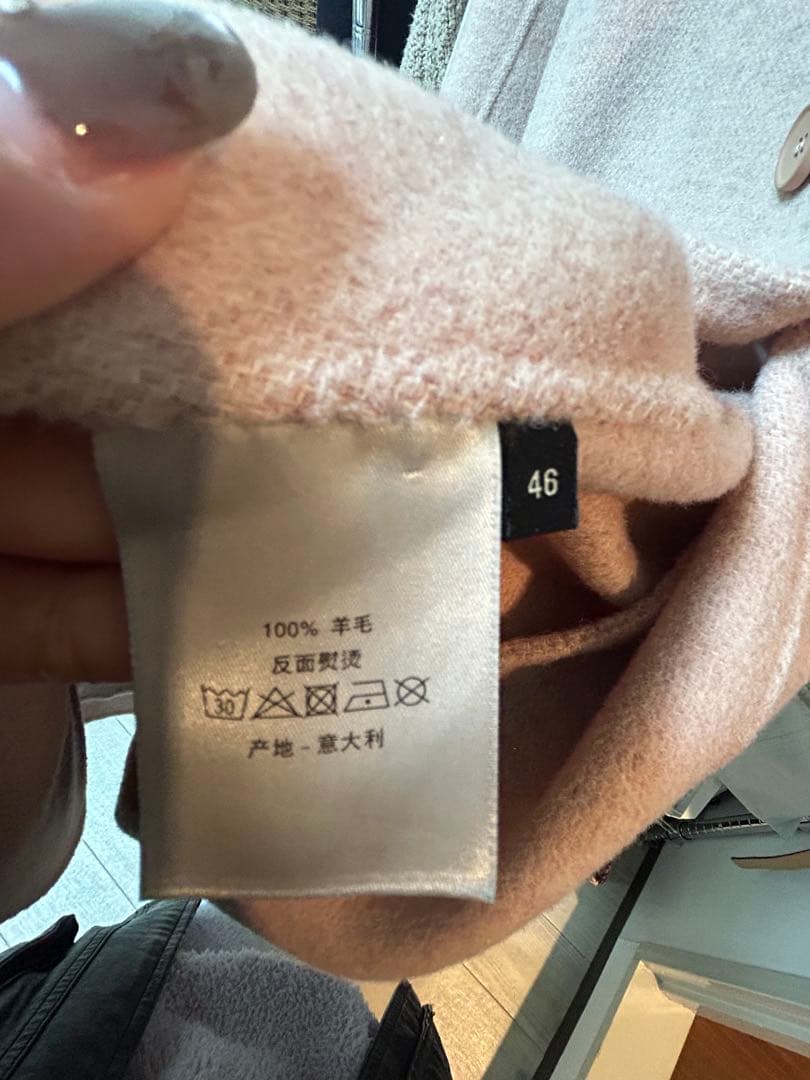 46
100% 羊毛
反面熨烫
30
产地 - 意大利